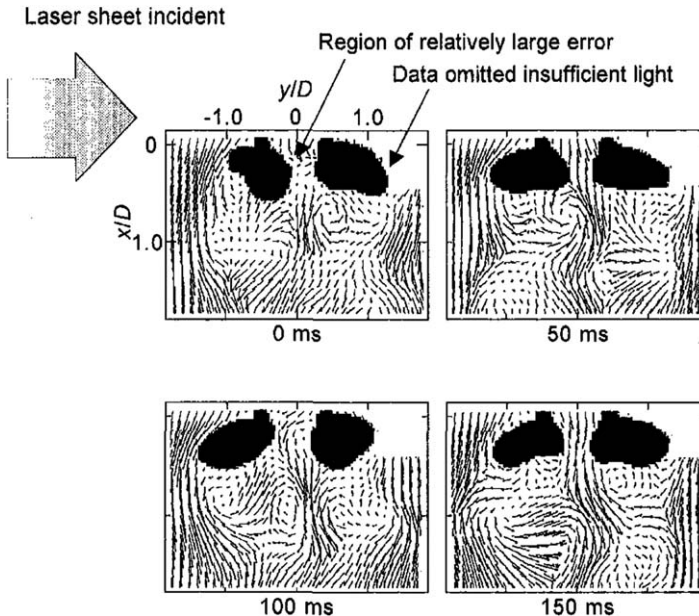 Laser sheet incident
Region of relatively large error
y/D
Data omitted insufficient light
-1.0
0
1.0
0
x/D
1.0
0 ms
50 ms
100 ms
150 ms